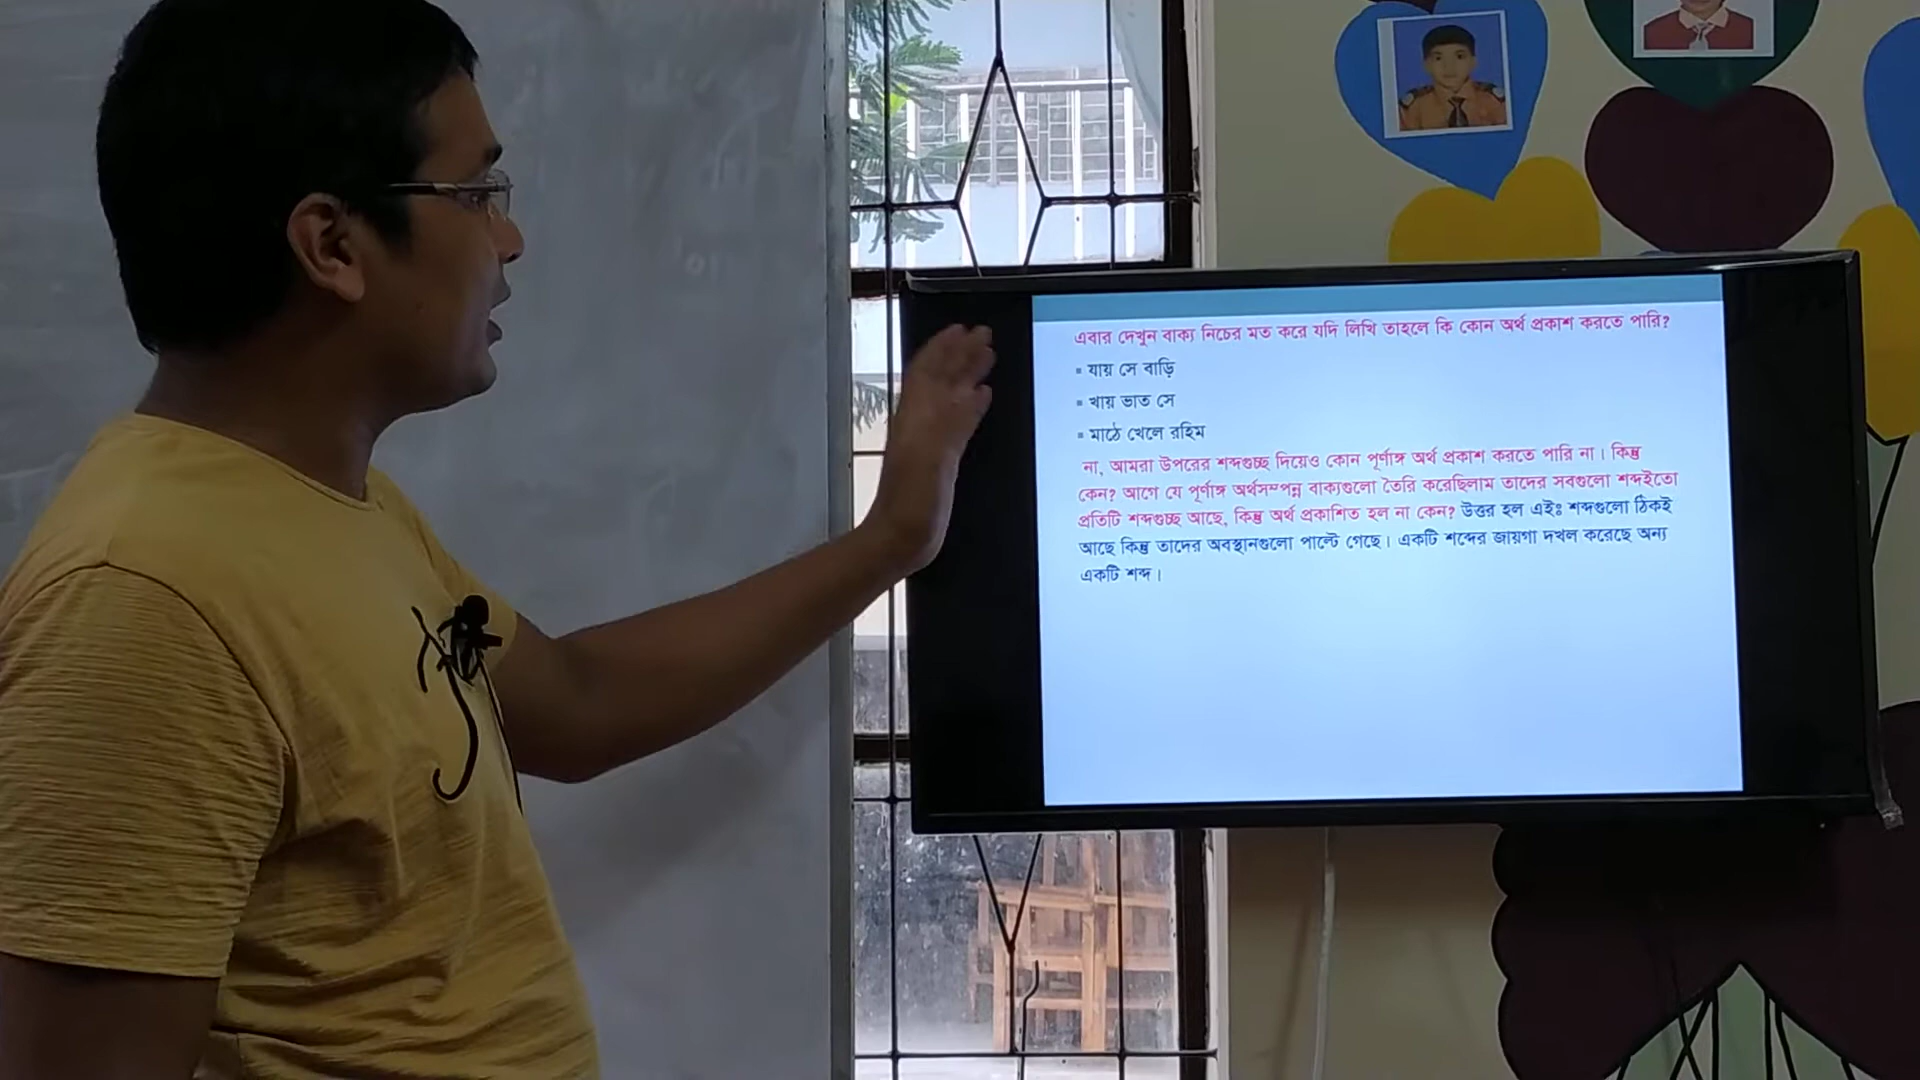 এবার দেখুন বাক্য নিচের মত করে যদি লিখি তাহলে কি কোন অর্থ প্রকাশ করতে পারি?
▪ যায় সে বাড়ি
▪ খায় ভাত সে
▪ মাঠে খেলে রহিম
না, আমরা উপরের শব্দগুচ্ছ দিয়েও কোন পূর্ণাঙ্গ অর্থ প্রকাশ করতে পারি না। কিন্তু
কেন? আগে যে পূর্ণাঙ্গ অর্থসম্পন্ন বাক্যগুলো তৈরি করেছিলাম তাদের সবগুলো শব্দইতো
প্রতিটি শব্দগুচ্ছ আছে, কিন্তু অর্থ প্রকাশিত হল না কেন? উত্তর হল এইঃ শব্দগুলো ঠিকই
আছে কিন্তু তাদের অবস্থানগুলো পাল্টে গেছে। একটি শব্দের জায়গা দখল করেছে অন্য
একটি শব্দ।